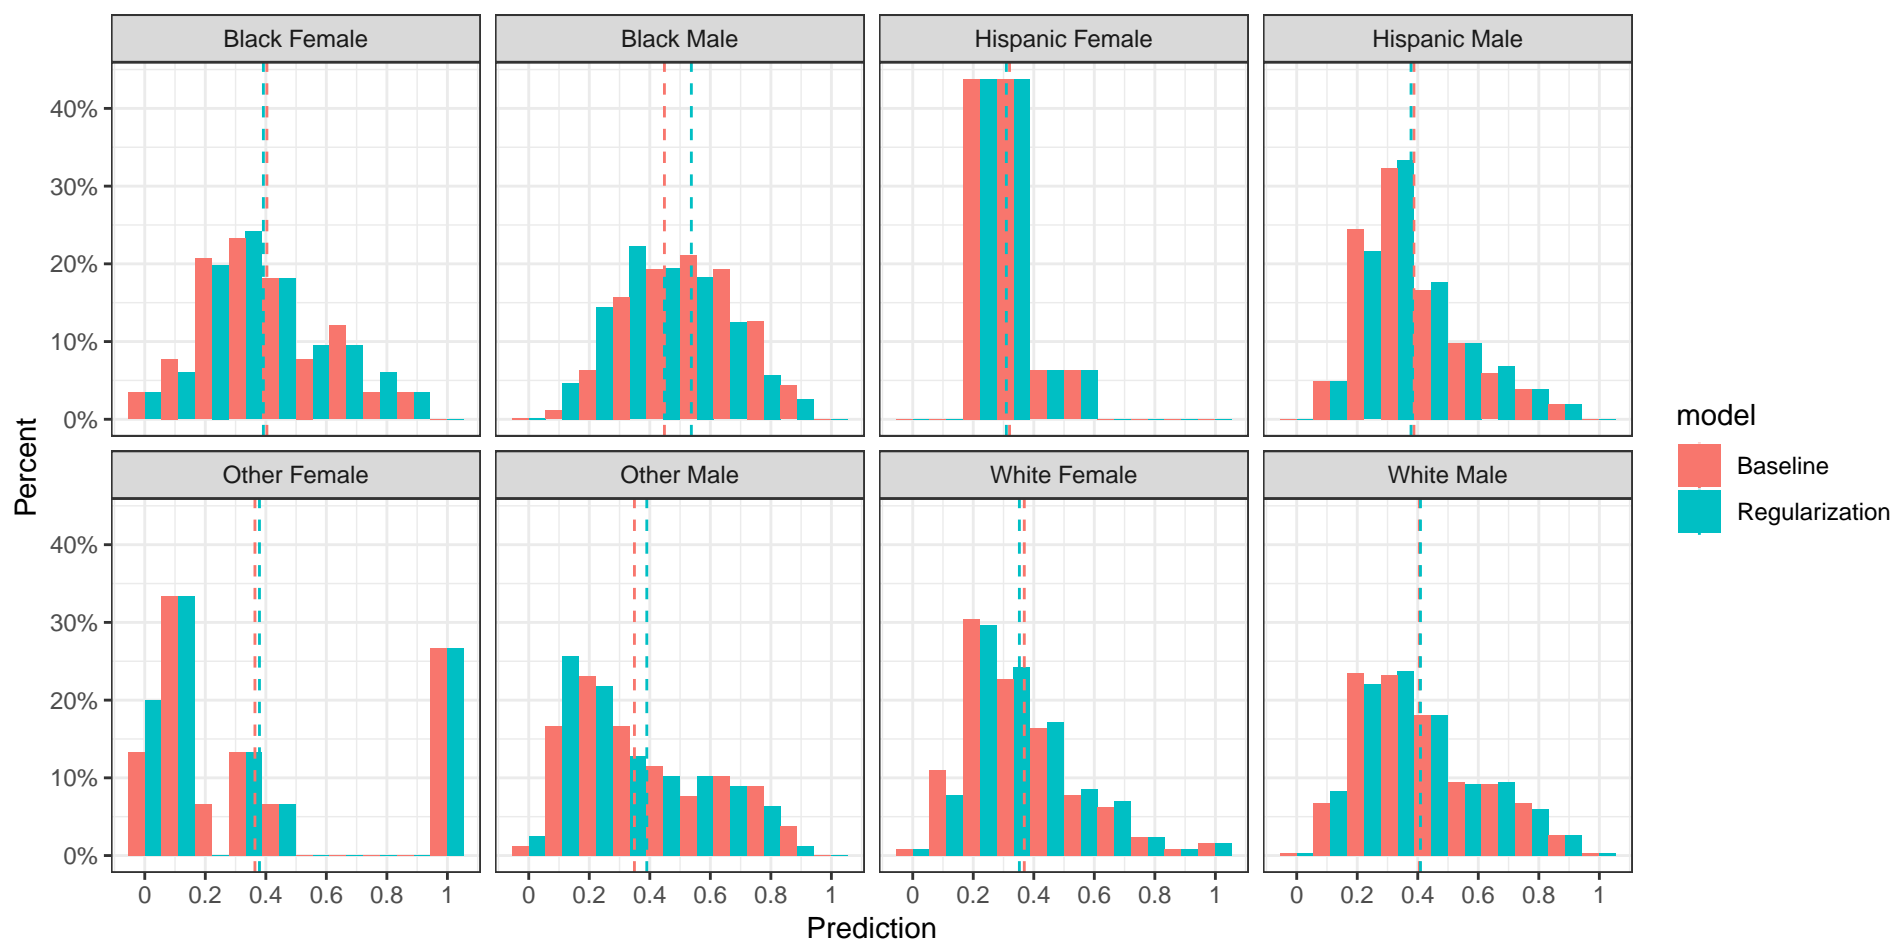 Black Female
Black Male
Hispanic Female
Hispanic Male
40%
30%
20%
10%
0%
Other Female
Other Male
White Female
White Male
40%
30%
20%
10%
0%
0 0.2 0.4 0.6 0.8 1
0 0.2 0.4 0.6 0.8 1
0 0.2 0.4 0.6 0.8 1
0 0.2 0.4 0.6 0.8 1
Percent
Prediction
model
Baseline
Regularization